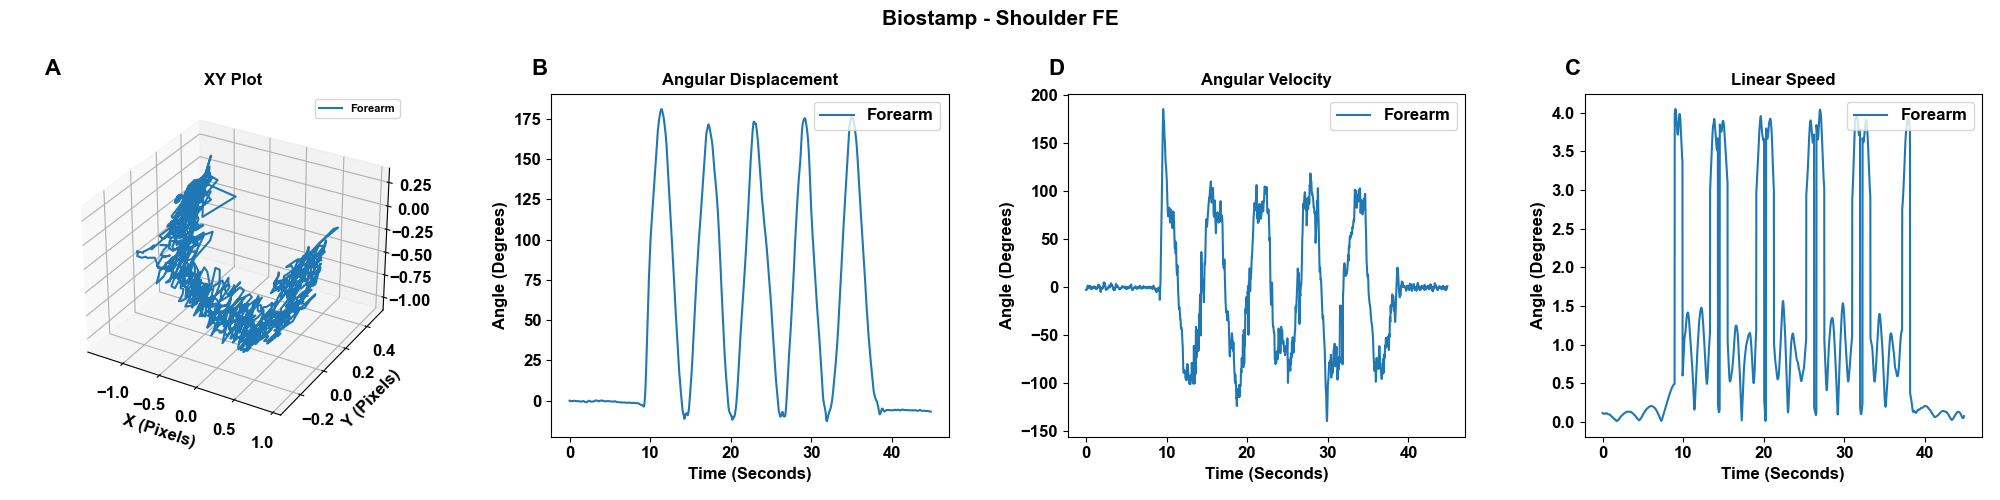 Biostamp - Shoulder FE
A
XY Plot
Forearm
0.25
0.00
−0.25
−0.50
−0.75
−1.00
−1.0
−0.5
0.0
0.5
1.0
X (Pixels)
−0.2
0.0
0.2
0.4
Y (Pixels)
B
Angular Displacement
Forearm
175
150
125
100
75
50
25
0
Angle (Degrees)
0
10
20
30
40
Time (Seconds)
D
Angular Velocity
Forearm
200
150
100
50
0
−50
−100
−150
Angle (Degrees)
0
10
20
30
40
Time (Seconds)
C
Linear Speed
Forearm
4.0
3.5
3.0
2.5
2.0
1.5
1.0
0.5
0.0
Angle (Degrees)
0
10
20
30
40
Time (Seconds)